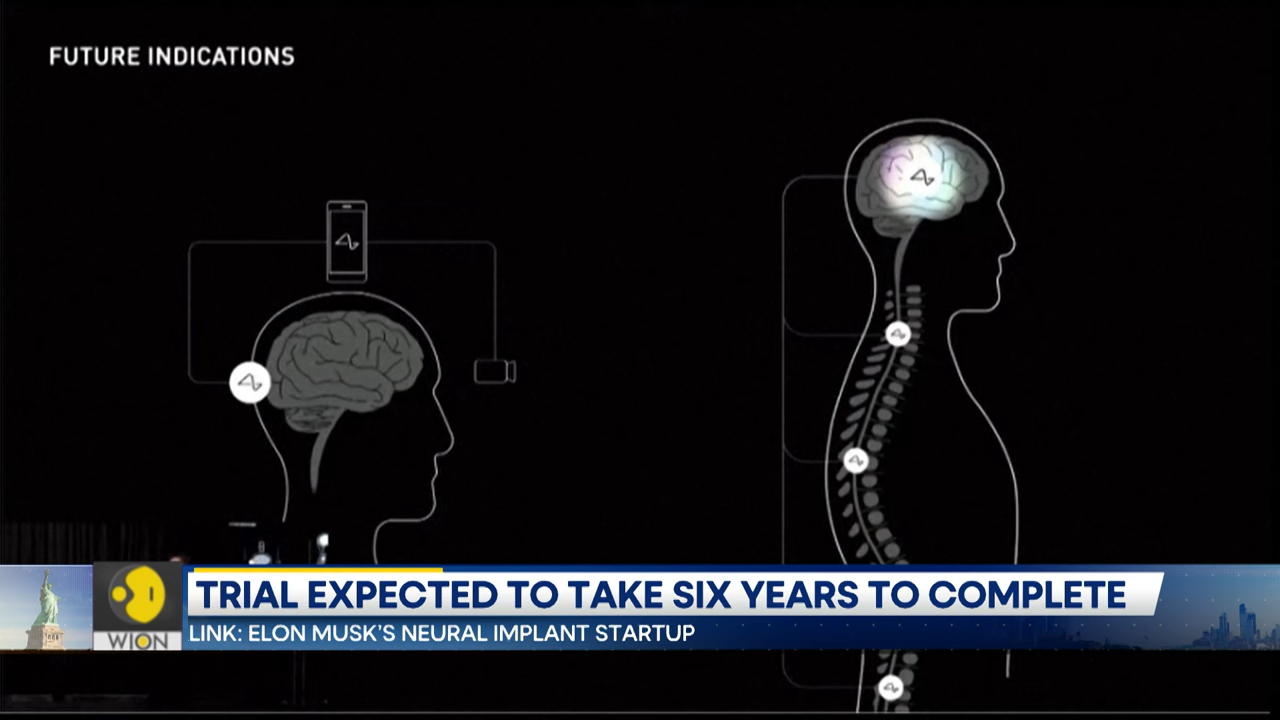 FUTURE INDICATIONS
TRIAL EXPECTED TO TAKE SIX YEARS TO COMPLETE
LINK: ELON MUSK'S NEURAL IMPLANT STARTUP
WION